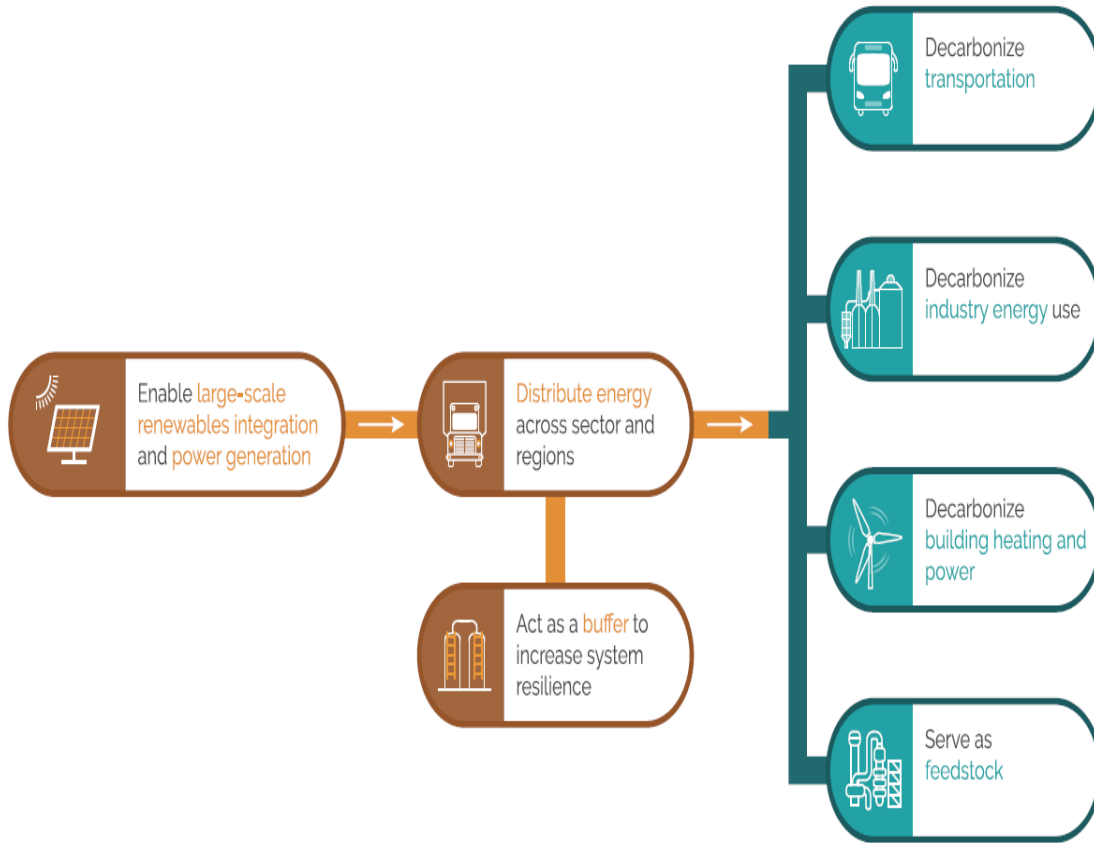 Enable large-scale
renewables integration
and power generation
Distribute energy
across sector and
regions
Act as a buffer to
increase system
resilience
Decarbonize
transportation
Decarbonize
industry energy use
Decarbonize
building heating and
power
Serve as
feedstock